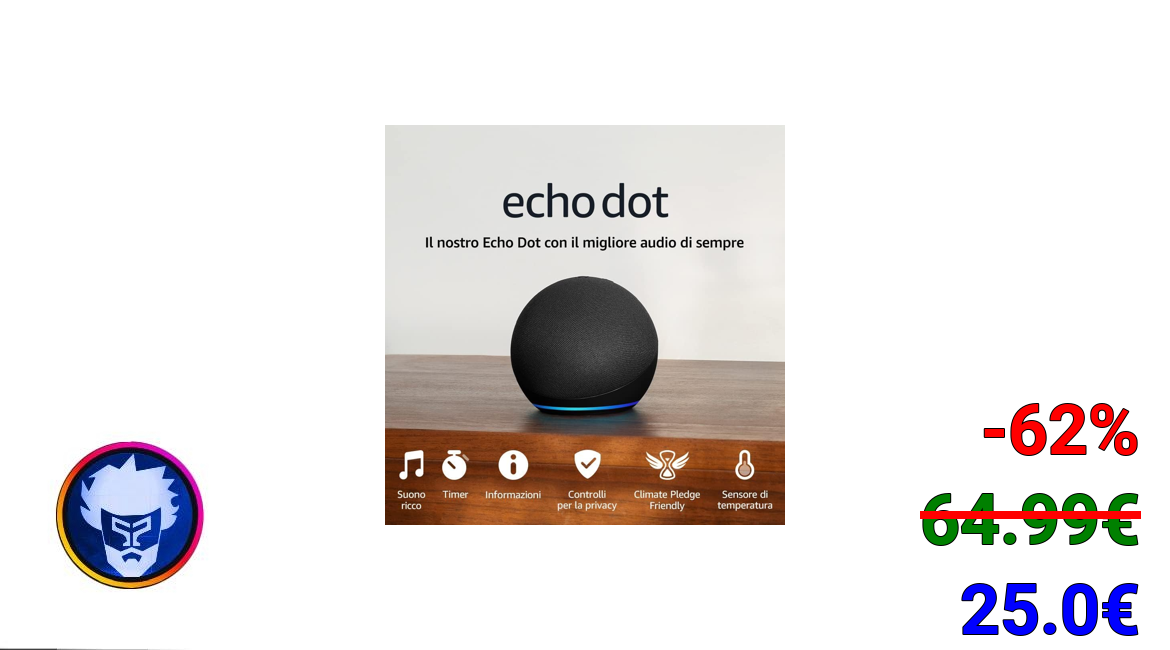 echo dot
Il nostro Echo Dot con il migliore audio di sempre
Suono
ricco
Timer
Informazioni
Controlli
per la privacy
Climate Pledge
Friendly
Sensore di
temperatura
-62%
64.99€
25.0€